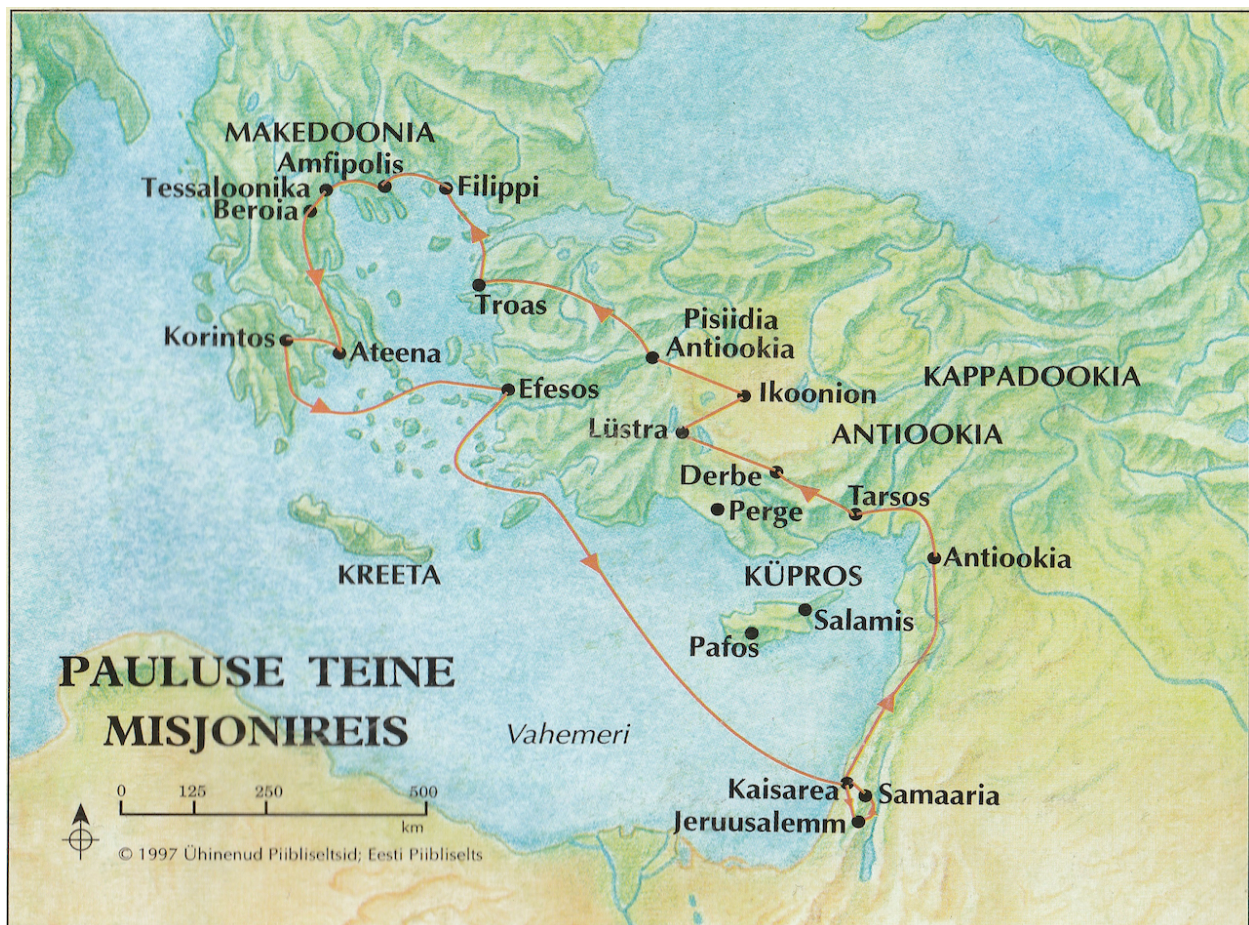 MAKEDOONIA
Amfipolis
Tessaloonika
Filippi
Beroia
Troas
Pisiidia
Antiookia
Korintos
Ateena
Efesos
Ikoonion
KAPPADOOKIA
Lüstra
ANTIOOKIA
Derbe
Tarsos
Perge
Antiookia
KREETA
KÜPROS
Salamis
Pafos
PAULUSE TEINE
MISJONIREIS
Vahemeri
Kaisarea
Samaaria
Jeruusalemm
0 125 250 500
km
© 1997 Ühinenud Piibliseltsid; Eesti Piibliselts